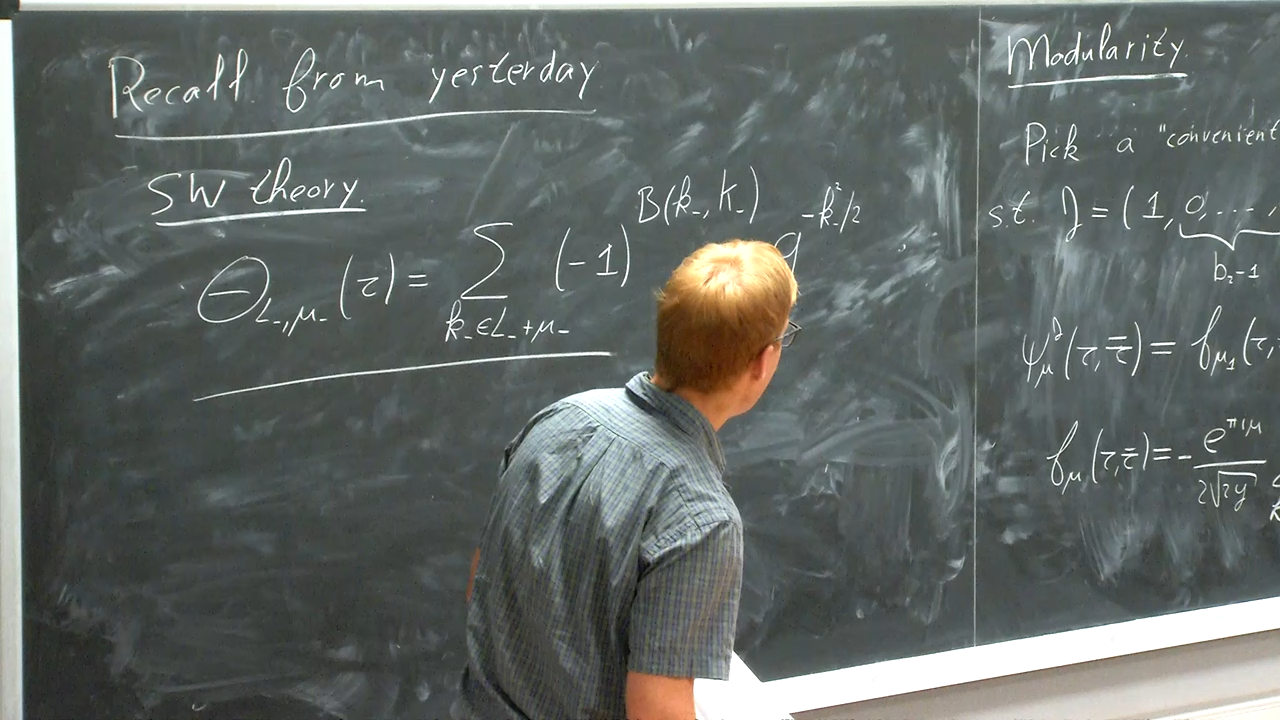 Recall from yesterday
SW theory.
Θ_{L_-,μ_-}(τ) = Σ_{k_-∈L_-+μ_-} (-1)^{B(k_-,K_-)} q^{-k_-^2/2}
Modularity.
Pick a "convenient
s.t. J = (1, 0, ...,
b_2-1
ψ_μ^J(τ,τ̄) = f_{μ_1}(τ,
f_μ(τ,τ̄) = - e^{πiμ} / 2√2y